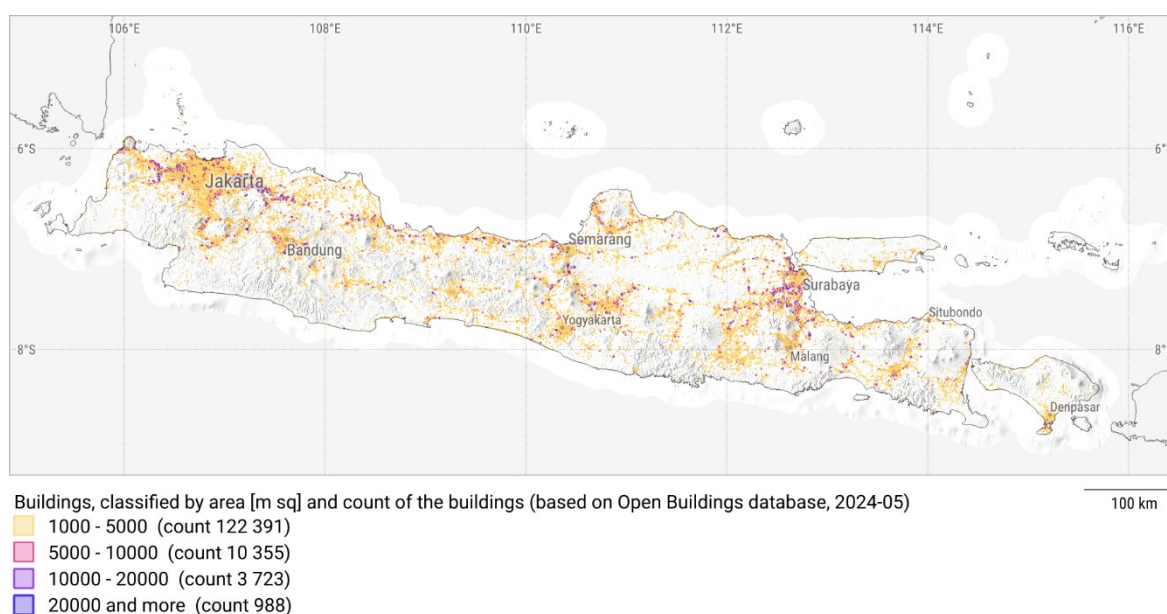 106°E 108°E 110°E 112°E 114°E 116°E
6°S 6°
Jakarta
Semarang
Bandung
Surabaya
Situbondo
Yogyakarta
8°S 8°
Malang
Denpasar
Buildings, classified by area [m sq] and count of the buildings (based on Open Buildings database, 2024-05)
100 km
1000 - 5000 (count 122 391)
5000 - 10000 (count 10 355)
10000 - 20000 (count 3 723)
20000 and more (count 988)